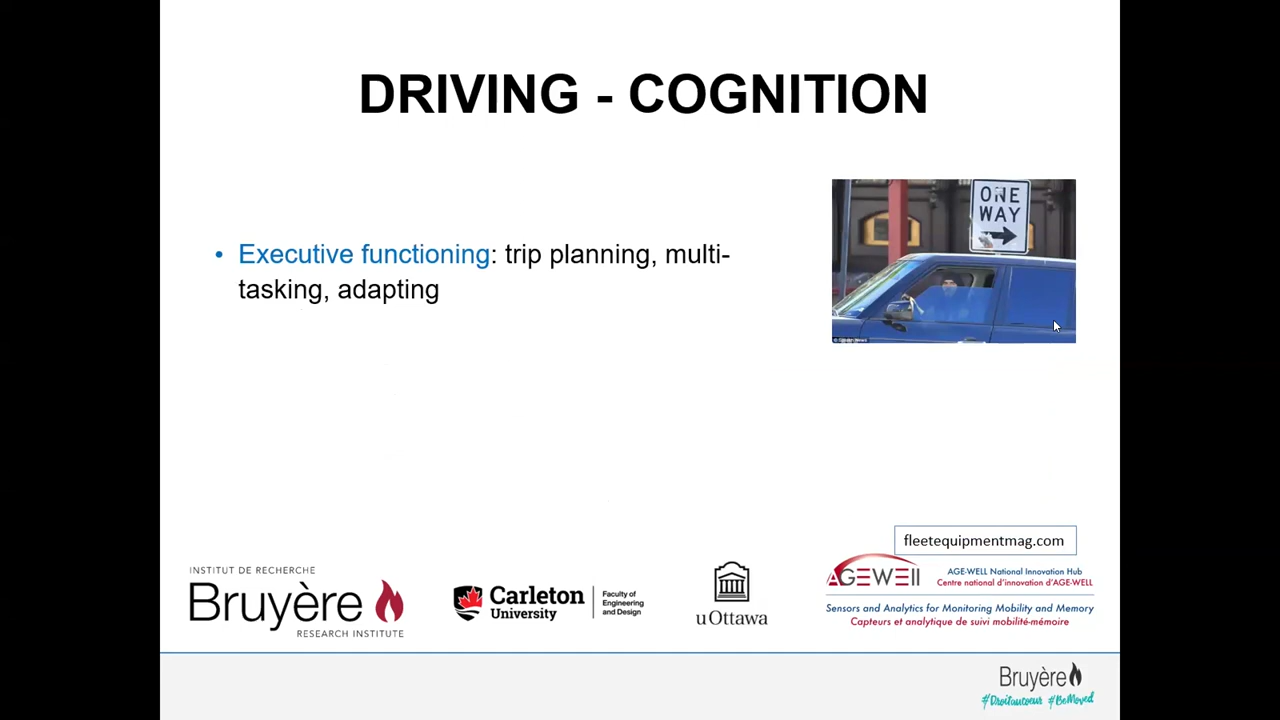 DRIVING - COGNITION
ONE
WAY
• Executive functioning: trip planning, multi-
tasking, adapting
fleetequipmentmag.com
INSTITUT DE RECHERCHE
Bruyère
RESEARCH INSTITUTE
Carleton
University
Faculty of
Engineering
and Design
uOttawa
AGEWELL
AGE-WELL National Innovation Hub
Centre national d'innovation d'AGE-WELL
Sensors and Analytics for Monitoring Mobility and Memory
Capteurs et analytique de suivi mobilité-mémoire
Bruyère
#Droitaucoeur #BeMoved